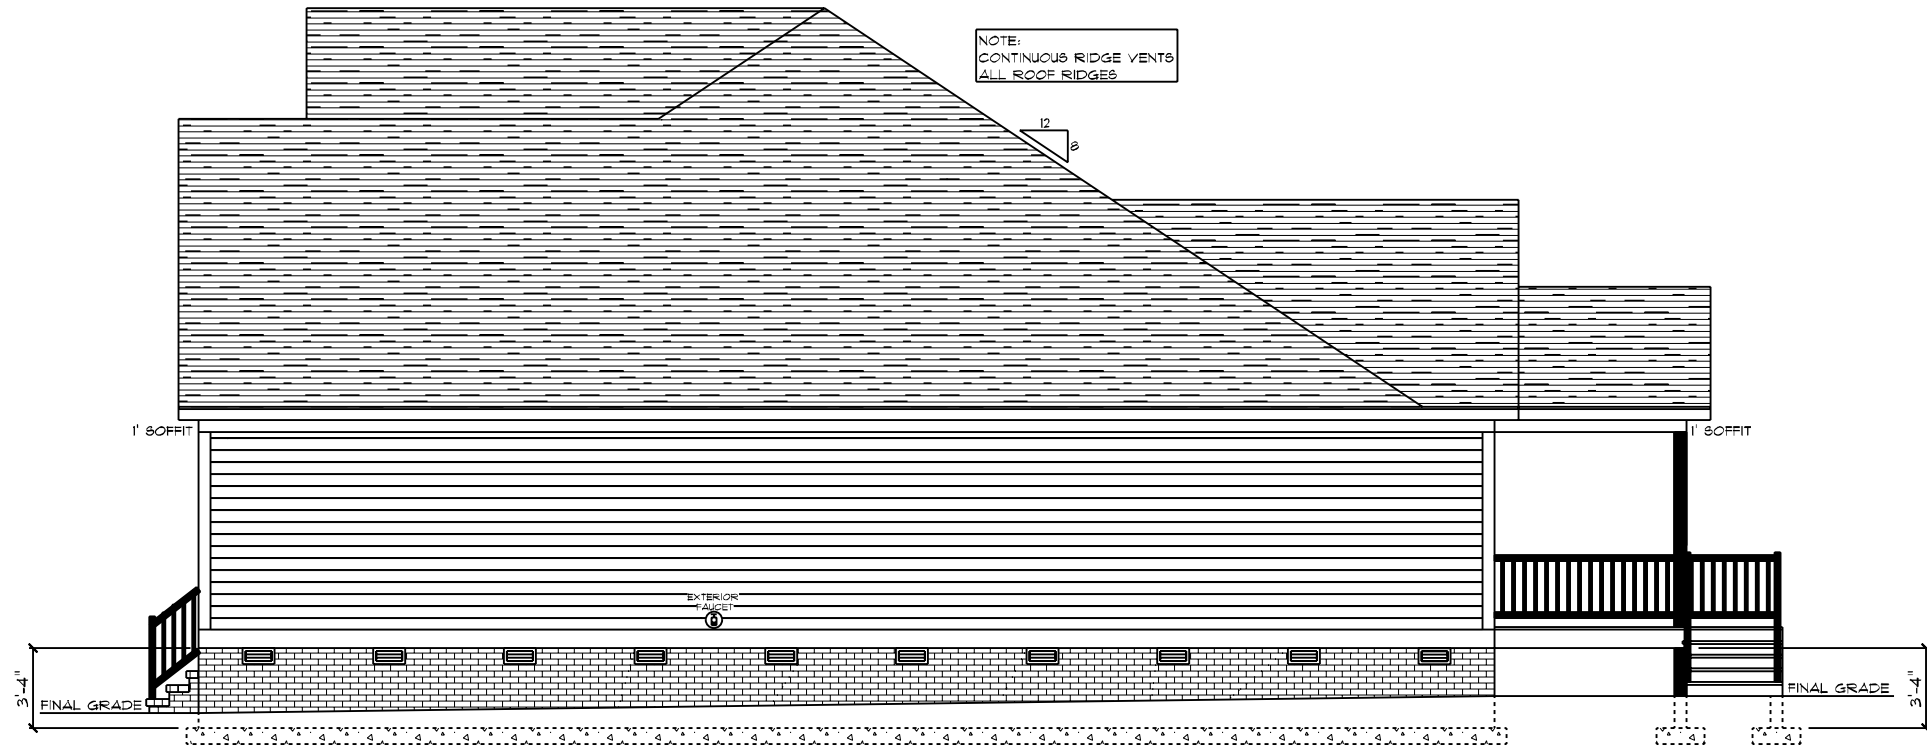 NOTE:
CONTINUOUS RIDGE VENTS
ALL ROOF RIDGES
12
8
1' SOFFIT
1' SOFFIT
EXTERIOR
FAUCET
3'-4"
FINAL GRADE
FINAL GRADE
3'-4"